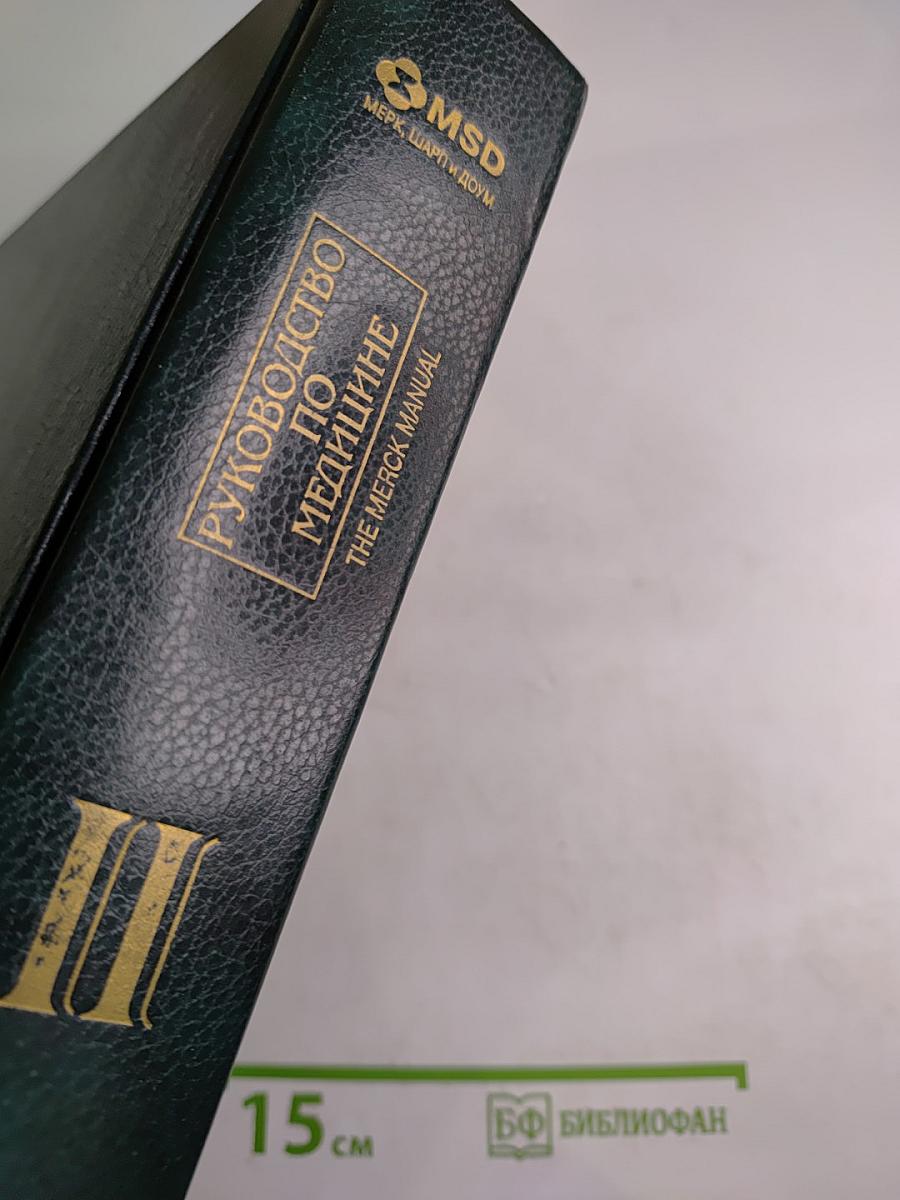 MSD
МЕРК, ШАРП и ДОУМ
РУКОВОДСТВО
ПО
МЕДИЦИНЕ
THE MERCK MANUAL
II
15 см
БФ БИБЛИОФАН